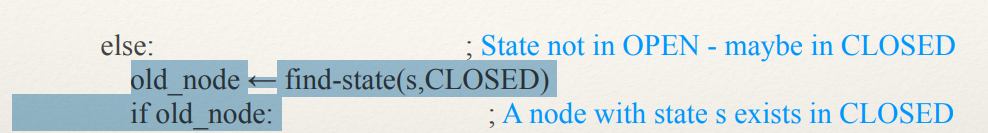 else: ; State not in OPEN - maybe in CLOSED
old_node ← find-state(s,CLOSED)
if old_node: ; A node with state s exists in CLOSED